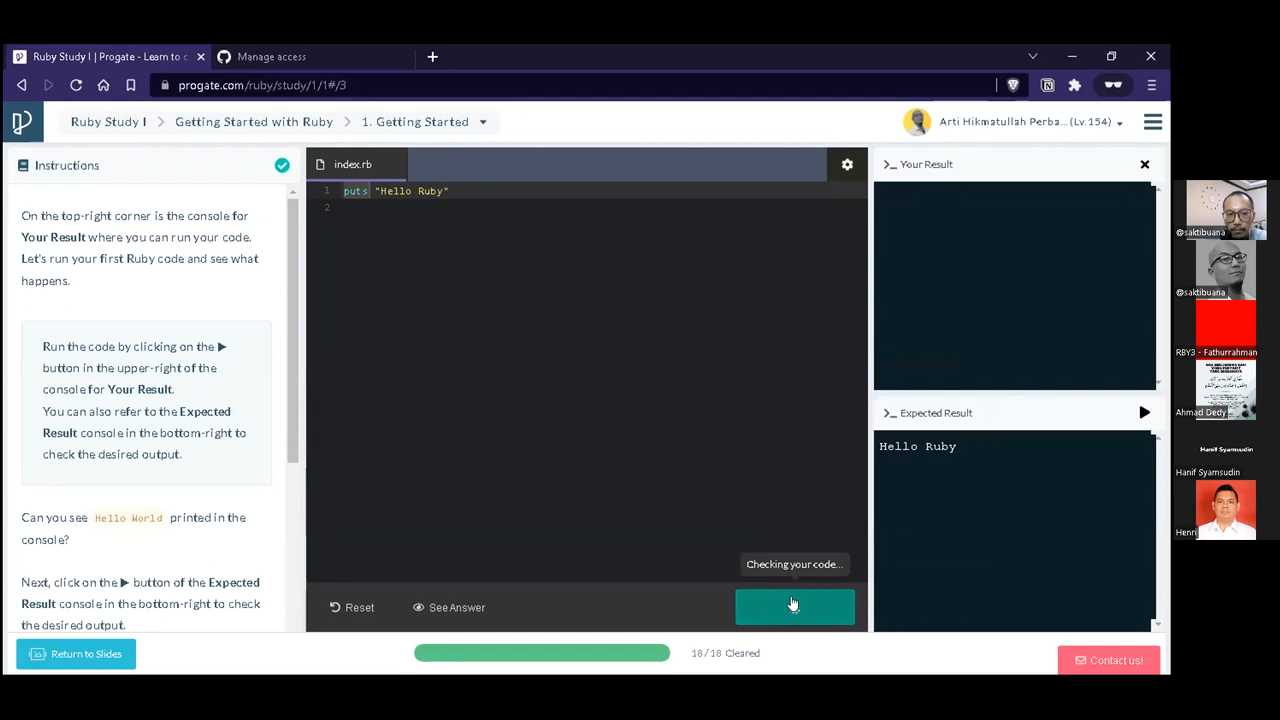 Ruby Study I | Progate - Learn to c
Manage access
progate.com/ruby/study/1/1#/3
Ruby Study I
Getting Started with Ruby
1. Getting Started
Arti Hikmatullah Perba...(Lv.154)
Instructions
On the top-right corner is the console for
Your Result where you can run your code.
Let's run your first Ruby code and see what
happens.
Run the code by clicking on the ▶
button in the upper-right of the
console for Your Result.
You can also refer to the Expected
Result console in the bottom-right to
check the desired output.
Can you see Hello World printed in the
console?
Next, click on the ▶ button of the Expected
Result console in the bottom-right to check
the desired output.
Return to Slides
index.rb
1 puts "Hello Ruby"
2
Checking your code...
Reset
See Answer
18/18 Cleared
>_ Your Result
>_ Expected Result
Hello Ruby
Contact us!
@saktibuana
@saktibuana
RBY3 - Fathurrahman
Ahmad Dedy
Hanif Syamsudin
Hanif Syamsudin
Henri